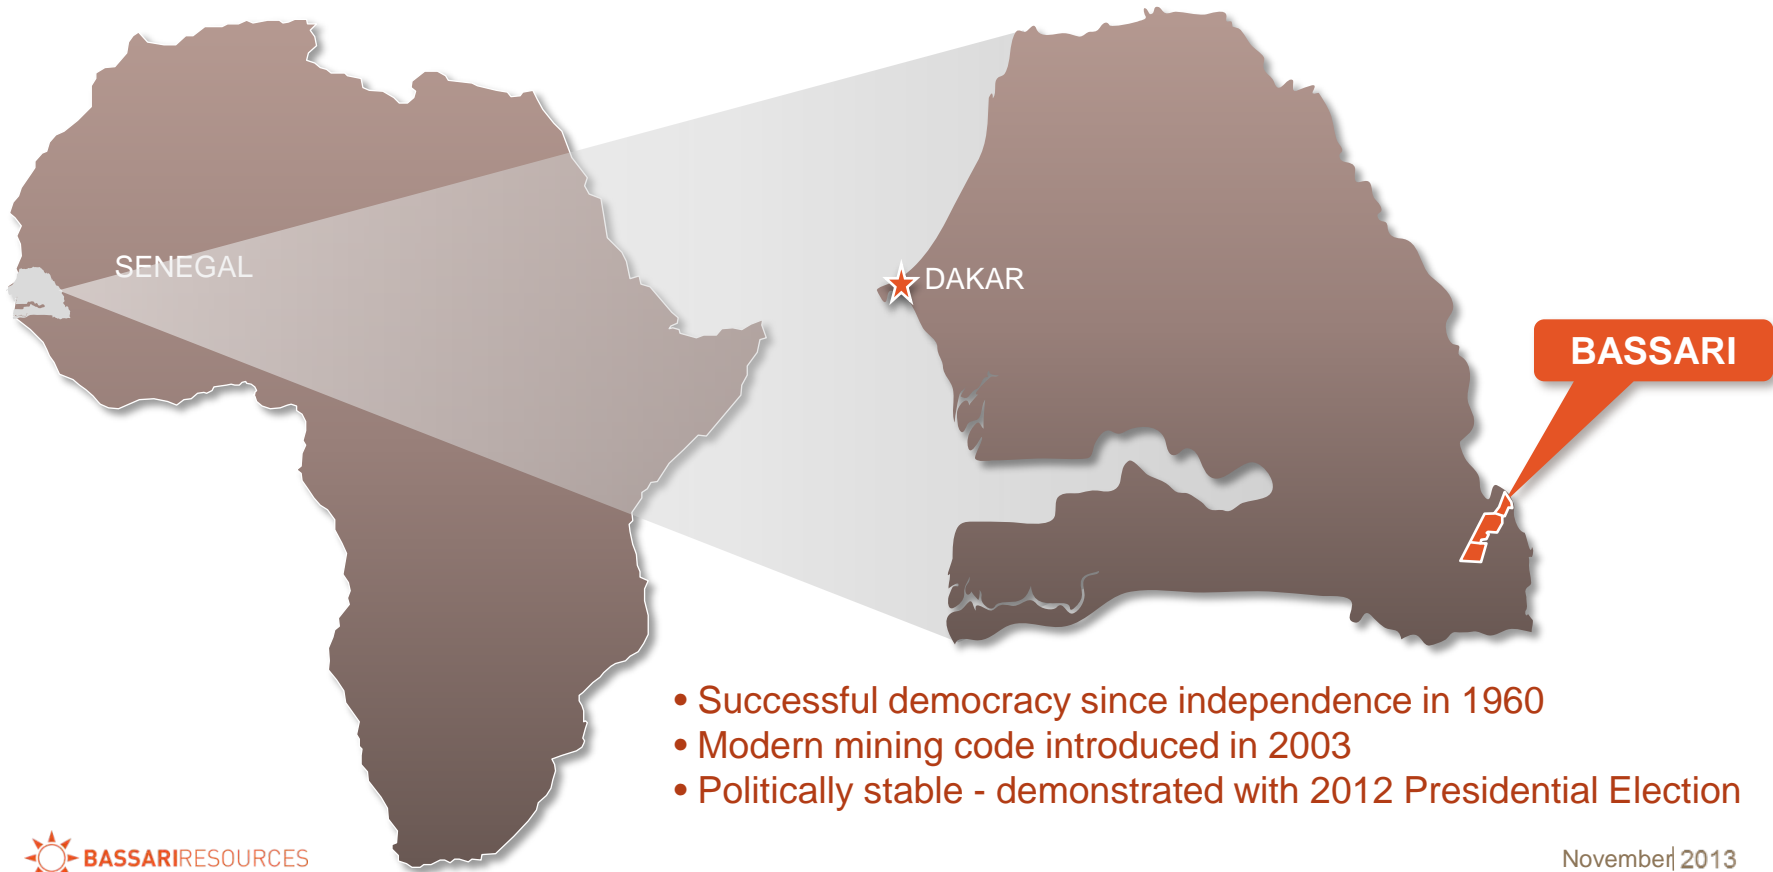 SENEGAL
DAKAR
BASSARI
• Successful democracy since independence in 1960
• Modern mining code introduced in 2003
• Politically stable - demonstrated with 2012 Presidential Election
BASSARIRESOURCES
November 2013